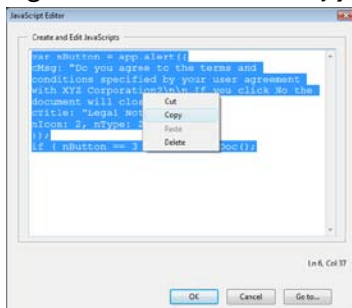 JavaScript Editor
Create and Edit JavaScripts
var nButton = app.alert({
cMsg: "Do you agree to the terms and
conditions specified by your user agreement
with XYZ Corporation?\n\n If you click No the
document will clos
cTitle: "Legal Not
nIcon: 2, nType: 2
});
if ( nButton == 3 Doc();
Cut
Copy
Paste
Delete
Ln 6, Col 37
OK
Cancel
Go to...